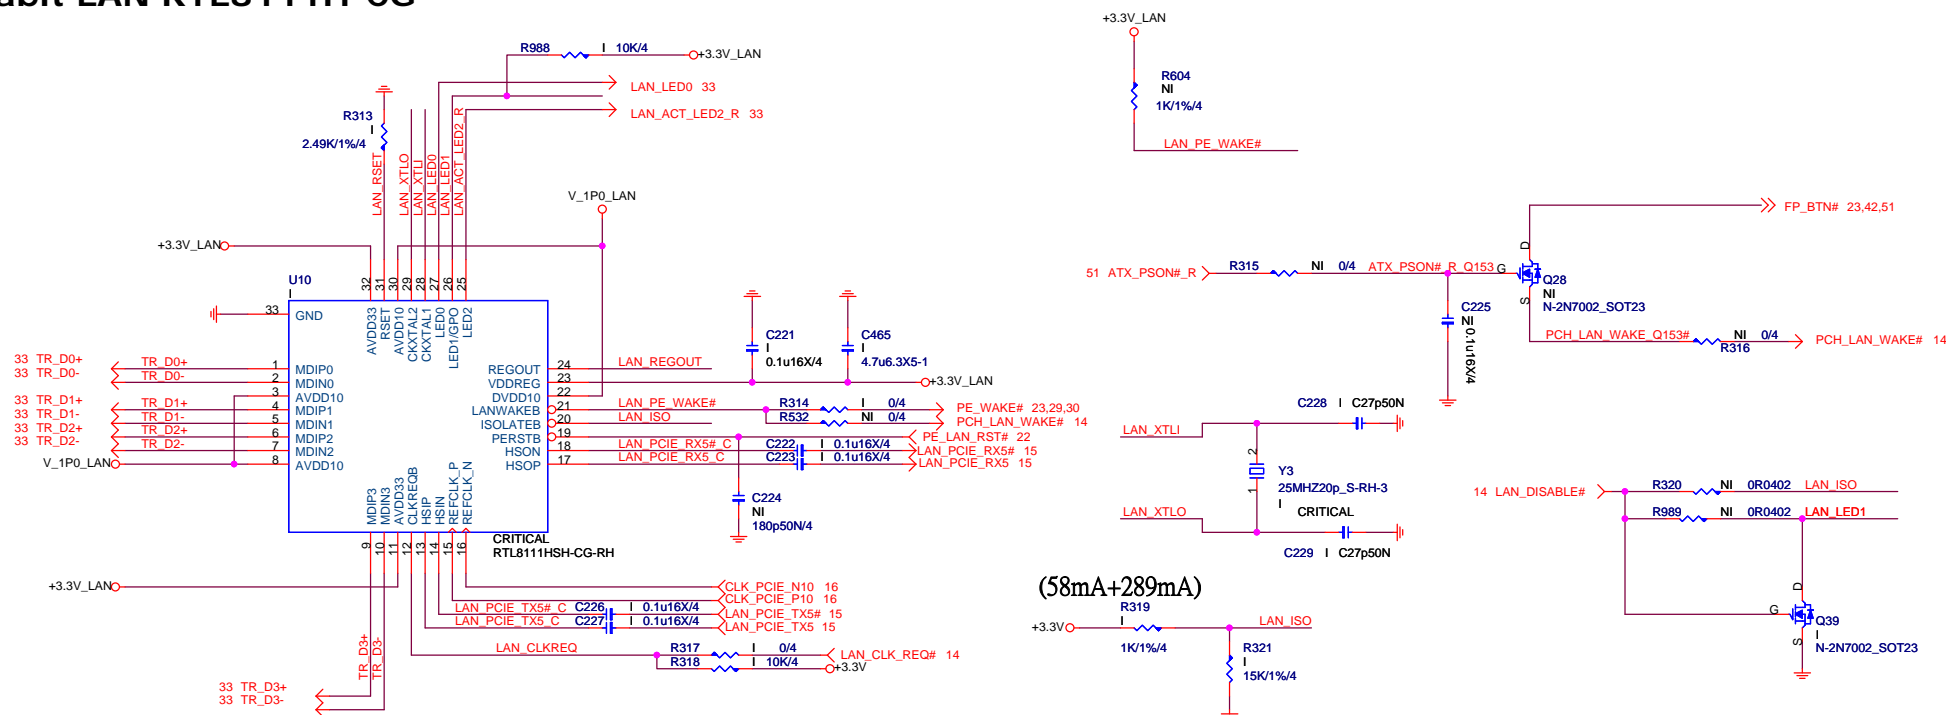 R988 I 10K/4 +3.3V_LAN
LAN_LED0 33
LAN_ACT_LED2_R 33
R313
I
2.49K/1%/4
LAN_RSET
LAN_XTLO
LAN_XTLI
LAN_LED0
LAN_LED1
LAN_ACT_LED2_R
V_1P0_LAN
+3.3V_LAN
U10
I
32
31
30
29
28
27
26
25
AVDD33
RSET
AVDD10
CKXTAL2
CKXTAL1
LED0
LED1/GPO
LED2
33 GND
33 TR_D0+ TR_D0+ 1 MDIP0
33 TR_D0- TR_D0- 2 MDIN0
3 AVDD10
33 TR_D1+ TR_D1+ 4 MDIP1
33 TR_D1- TR_D1- 5 MDIN1
33 TR_D2+ TR_D2+ 6 MDIP2
33 TR_D2- TR_D2- 7 MDIN2
V_1P0_LAN 8 AVDD10
REGOUT 24 LAN_REGOUT
VDDREG 23 +3.3V_LAN
DVDD10 22
LANWAKEB 21 LAN_PE_WAKE# R314 I 0/4 PE_WAKE# 23,29,30
ISOLATEB 20 LAN_ISO R532 NI 0/4 PCH_LAN_WAKE# 14
PERSTB 19 PE_LAN_RST# 22
HSON 18 LAN_PCIE_RX5#_C C222 I 0.1u16X/4 LAN_PCIE_RX5# 15
HSOP 17 LAN_PCIE_RX5_C C223 I 0.1u16X/4 LAN_PCIE_RX5 15
C221
I
0.1u16X/4
C465
I
4.7u6.3X5-1
C224
NI
180p50N/4
MDIP3
MDIN3
AVDD33
CLKREQB
HSIP
HSIN
REFCLK_P
REFCLK_N
9
10
11
12
13
14
15
16
CRITICAL
RTL8111HSH-CG-RH
+3.3V_LAN
CLK_PCIE_N10 16
CLK_PCIE_P10 16
LAN_PCIE_TX5#_C C226 I 0.1u16X/4 LAN_PCIE_TX5# 15
LAN_PCIE_TX5_C C227 I 0.1u16X/4 LAN_PCIE_TX5 15
LAN_CLKREQ R317 I 0/4 LAN_CLK_REQ# 14
R318 I 10K/4 +3.3V
TR_D3+
TR_D3-
33 TR_D3+
33 TR_D3-
+3.3V_LAN
R604
NI
1K/1%/4
LAN_PE_WAKE#
FP_BTN# 23,42,51
51 ATX_PSON#_R R315 NI 0/4 ATX_PSON#_R_Q153 G
D
S
Q28
NI
N-2N7002_SOT23
C225
NI
0.1u16X/4
PCH_LAN_WAKE_Q153# NI 0/4 PCH_LAN_WAKE# 14
R316
C228 I C27p50N
LAN_XTLI
2
1
Y3
25MHZ20p_S-RH-3
I
CRITICAL
LAN_XTLO
C229 I C27p50N
14 LAN_DISABLE# R320 NI 0R0402 LAN_ISO
R989 NI 0R0402 LAN_LED1
D
G
S
Q39
I
N-2N7002_SOT23
(58mA+289mA)
R319
I
+3.3V LAN_ISO
1K/1%/4
R321
I
15K/1%/4